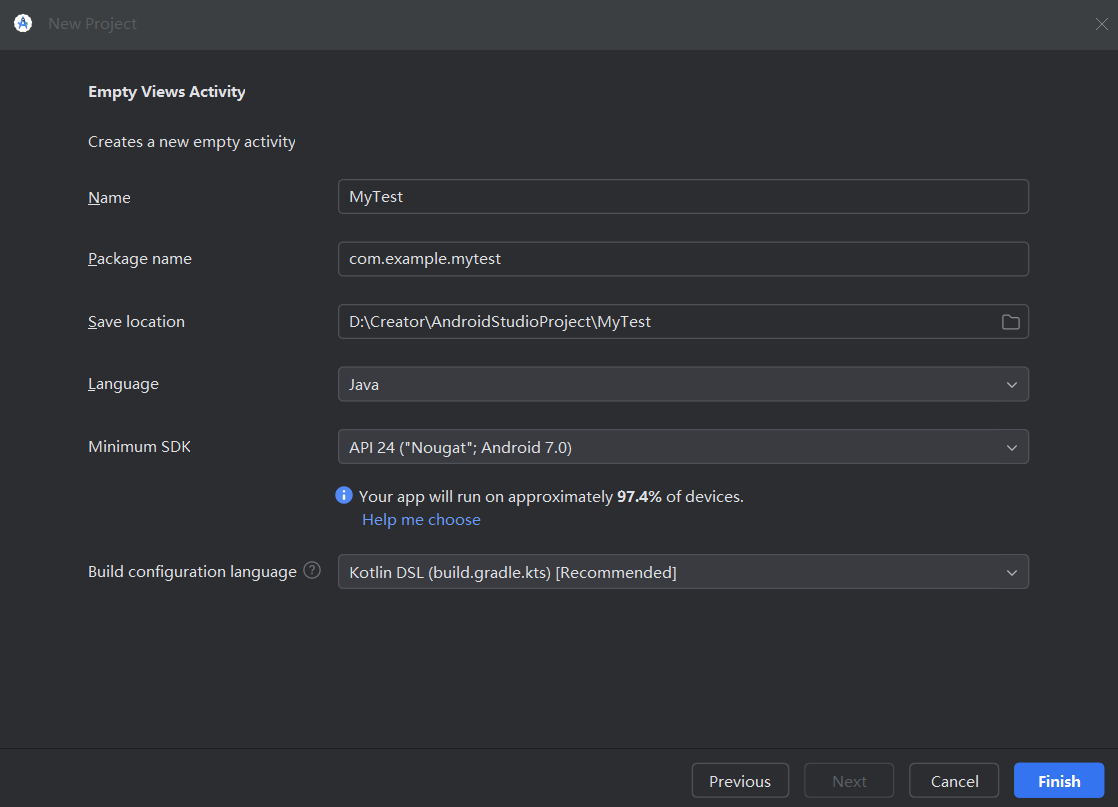 New Project
Empty Views Activity
Creates a new empty activity
Name MyTest
Package name com.example.mytest
Save location D:\Creator\AndroidStudioProject\MyTest
Language Java
Minimum SDK API 24 ("Nougat"; Android 7.0)
Your app will run on approximately 97.4% of devices.
Help me choose
Build configuration language ? Kotlin DSL (build.gradle.kts) [Recommended]
Previous Next Cancel Finish